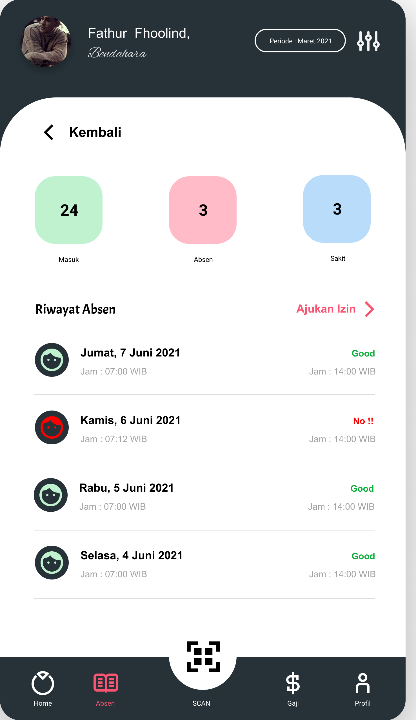 Fathur Fhoolind,
Bendahara
Periode : Maret 2021
Kembali
24
3
3
Masuk
Absen
Sakit
Riwayat Absen
Ajukan Izin
Jumat, 7 Juni 2021
Good
Jam : 07:00 WIB
Jam : 14:00 WIB
Kamis, 6 Juni 2021
No !!
Jam : 07:12 WIB
Jam : 14:00 WIB
Rabu, 5 Juni 2021
Good
Jam : 07:00 WIB
Jam : 14:00 WIB
Selasa, 4 Juni 2021
Good
Jam : 07:00 WIB
Jam : 14:00 WIB
Home
Absen
SCAN
Gaji
Profil